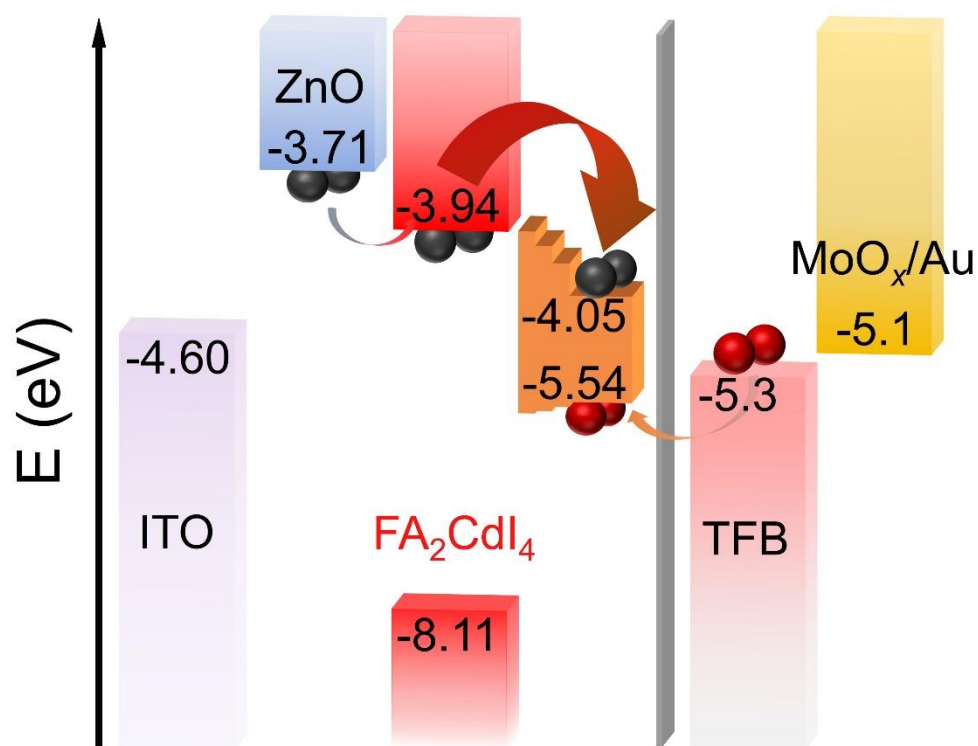 E (eV)
ZnO
-3.71
-3.94
MoOₓ/Au
-5.1
-4.60
-4.05
-5.54
-5.3
ITO
FA₂CdI₄
TFB
-8.11